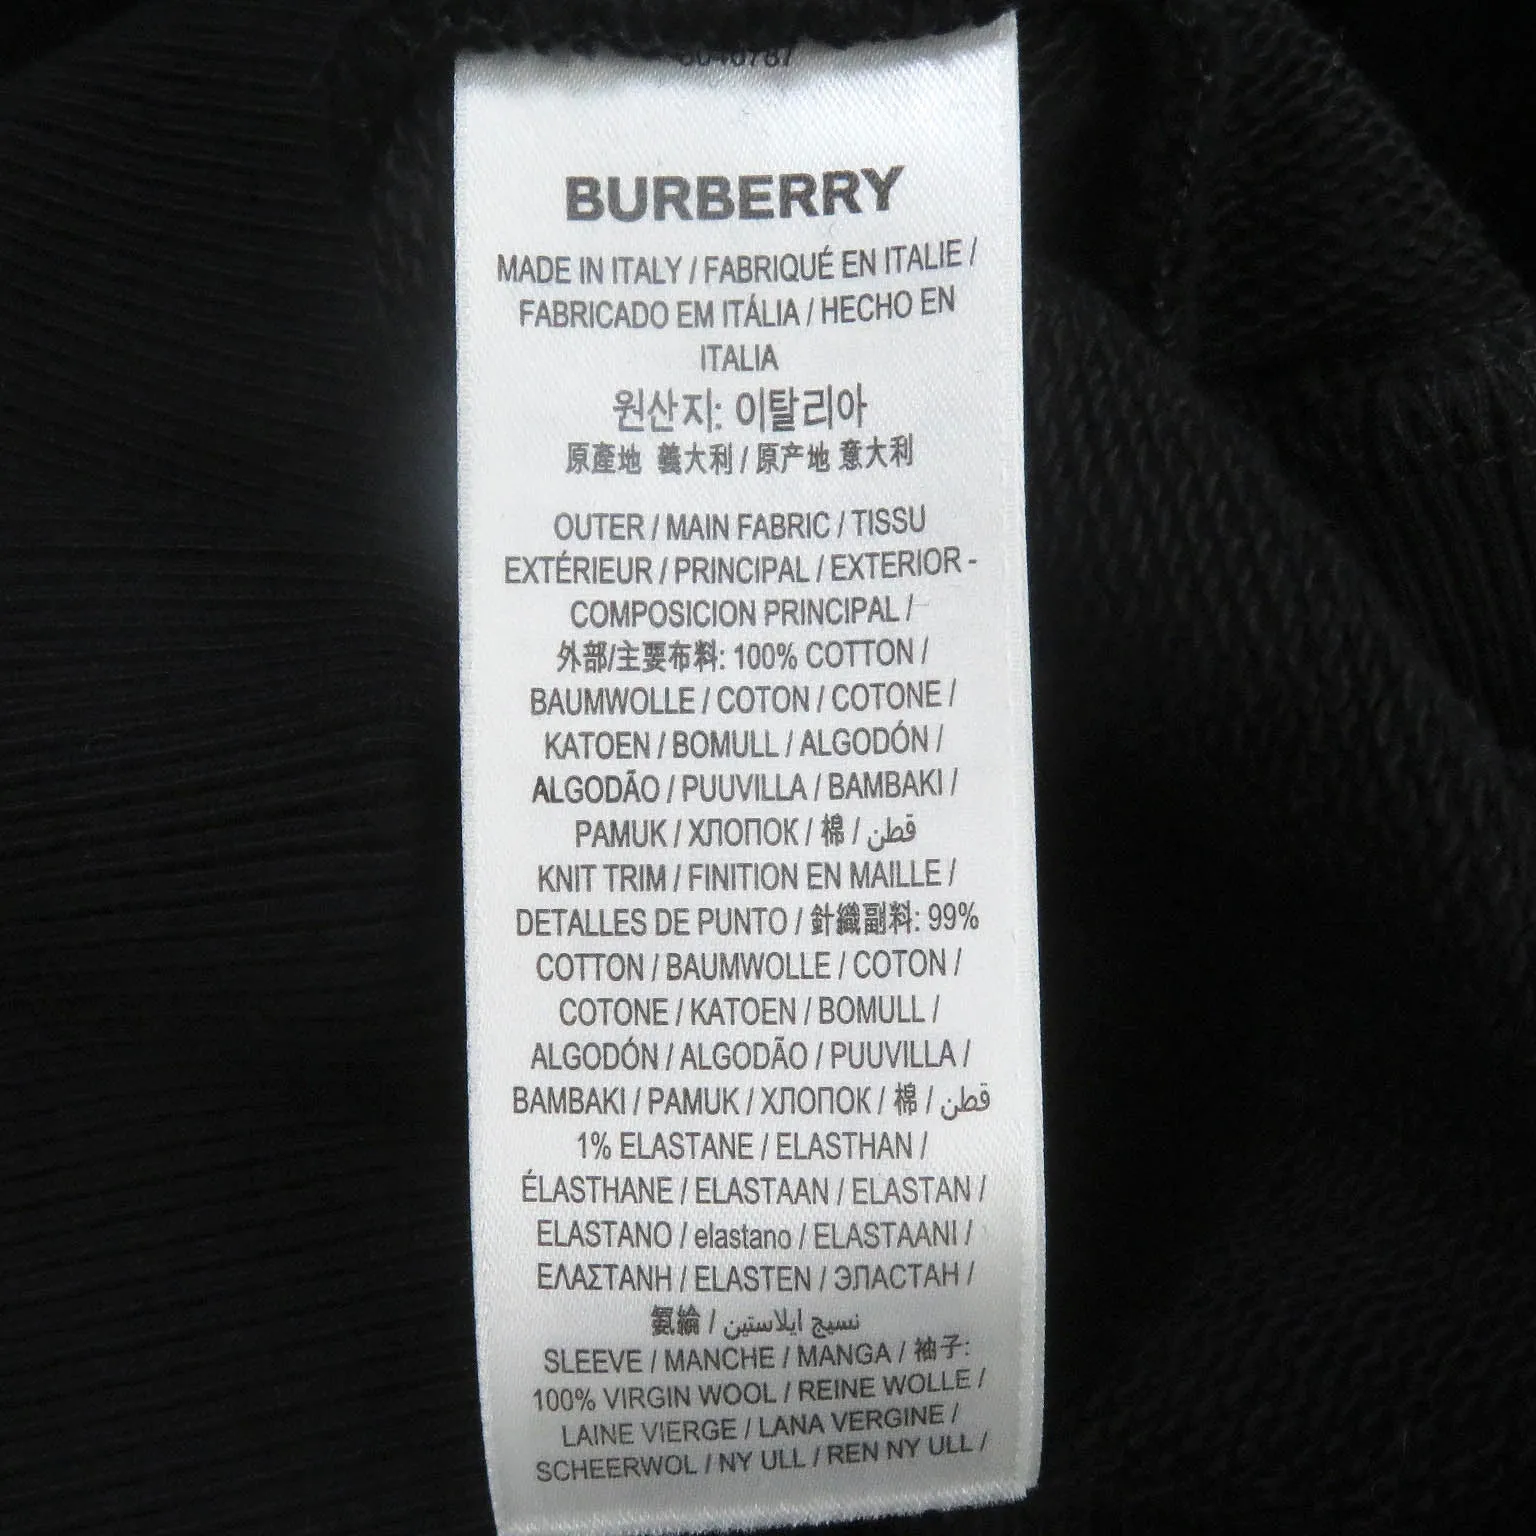 BURBERRY
MADE IN ITALY / FABRIQUÉ EN ITALIE /
FABRICADO EM ITÁLIA / HECHO EN
ITALIA
원산지: 이탈리아
原產地 義大利 / 原产地 意大利
OUTER / MAIN FABRIC / TISSU
EXTÉRIEUR / PRINCIPAL / EXTERIOR -
COMPOSICION PRINCIPAL /
外部/主要布料: 100% COTTON /
BAUMWOLLE / COTON / COTONE /
KATOEN / BOMULL / ALGODÓN /
ALGODÃO / PUUVILLA / BAMBAKI /
PAMUK / ХЛОПОК / 棉 / قطن
KNIT TRIM / FINITION EN MAILLE /
DETALLES DE PUNTO / 針織副料: 99%
COTTON / BAUMWOLLE / COTON /
COTONE / KATOEN / BOMULL /
ALGODÓN / ALGODÃO / PUUVILLA /
BAMBAKI / PAMUK / ХЛОПОК / 棉 / قطن
1% ELASTANE / ELASTHAN /
ÉLASTHANE / ELASTAAN / ELASTAN /
ELASTANO / elastano / ELASTAANI /
ΕΛΑΣΤΑΝΗ / ELASTEN / ЭЛАСТАН /
氨綸 / نسيج ايلاستين
SLEEVE / MANCHE / MANGA / 袖子:
100% VIRGIN WOOL / REINE WOLLE /
LAINE VIERGE / LANA VERGINE /
SCHEERWOL / NY ULL / REN NY ULL /